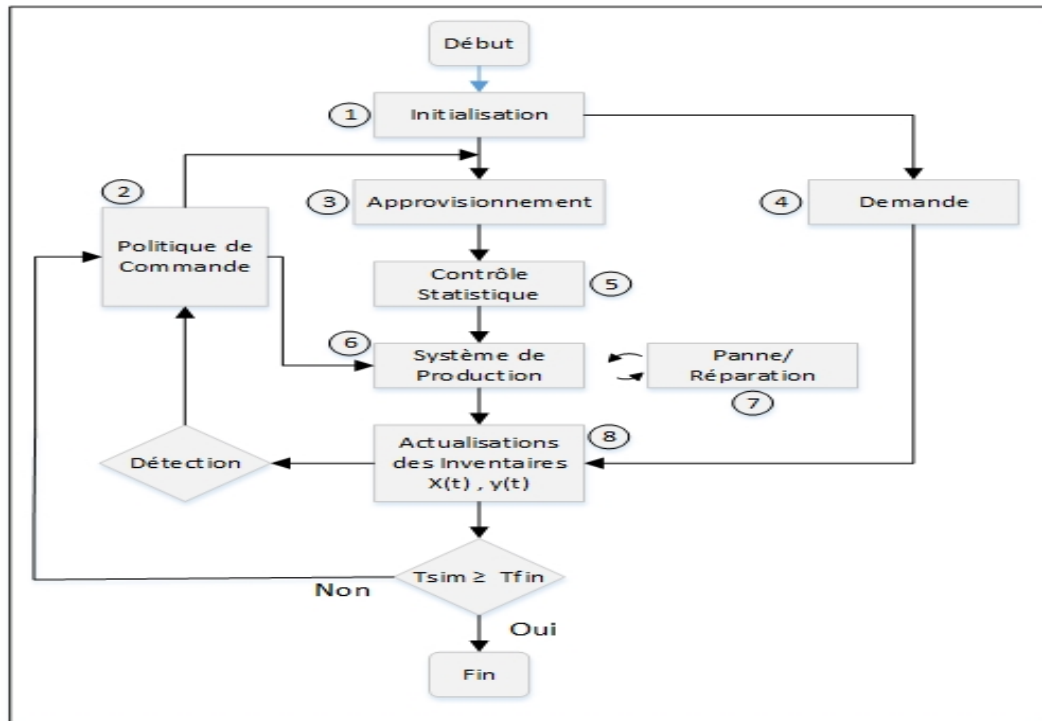 Début
1
Initialisation
2
Politique de
Commande
3
Approvisionnement
4
Demande
Contrôle
Statistique
5
6
Système de
Production
Panne/
Réparation
7
Actualisations
des Inventaires
X(t) , y(t)
8
Détection
Tsim ≥ Tfin
Non
Oui
Fin